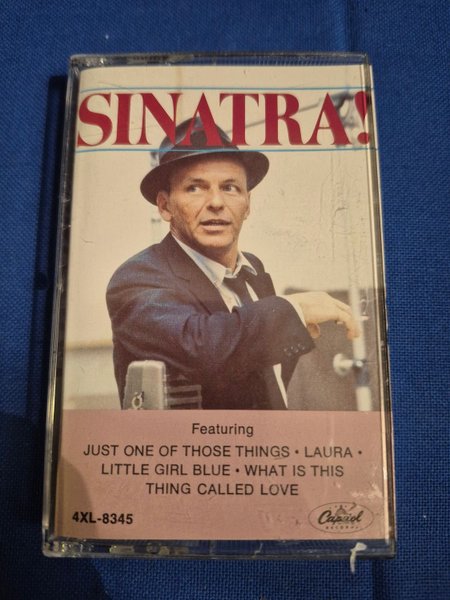 SINATRA!
Featuring
JUST ONE OF THOSE THINGS • LAURA •
LITTLE GIRL BLUE • WHAT IS THIS
THING CALLED LOVE
4XL-8345
Capitol
RECORDS